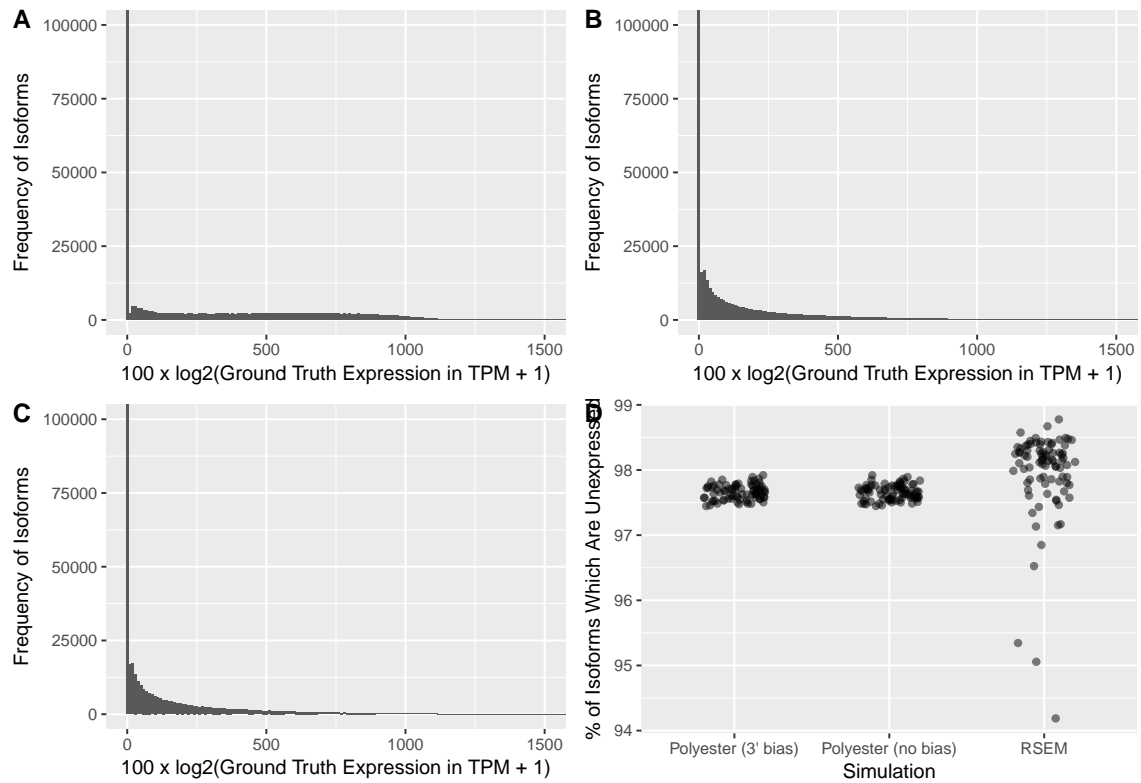 A
Frequency of Isoforms
100000
75000
50000
25000
0
0 500 1000 1500
100 x log2(Ground Truth Expression in TPM + 1)
B
Frequency of Isoforms
100000
75000
50000
25000
0
0 500 1000 1500
100 x log2(Ground Truth Expression in TPM + 1)
C
Frequency of Isoforms
100000
75000
50000
25000
0
0 500 1000 1500
100 x log2(Ground Truth Expression in TPM + 1)
D
% of Isoforms Which Are Unexpressed
99
98
97
96
95
94
Polyester (3' bias) Polyester (no bias) RSEM
Simulation